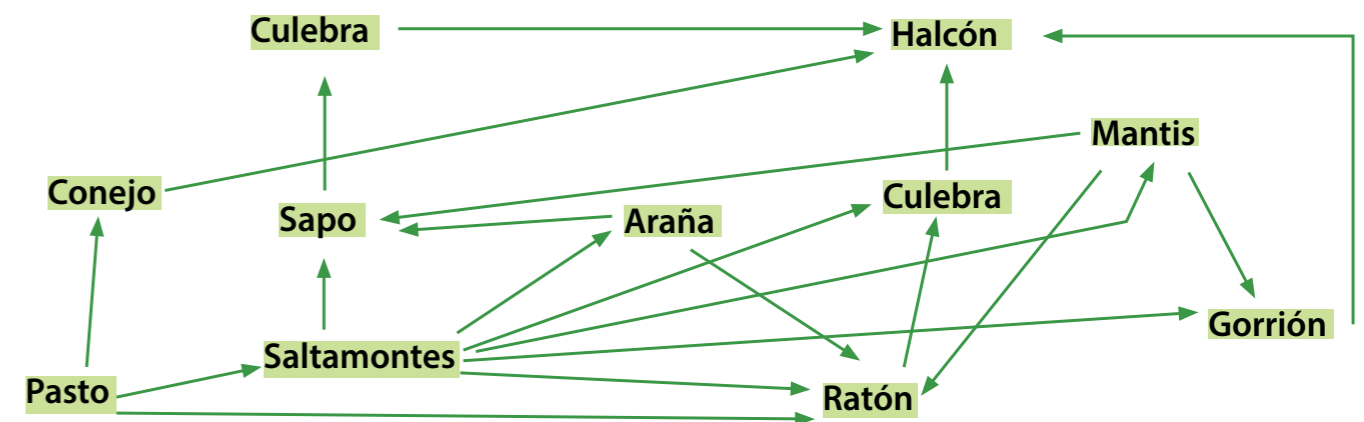 Culebra
Halcón
Mantis
Conejo
Sapo
Araña
Culebra
Gorrión
Saltamontes
Pasto
Ratón